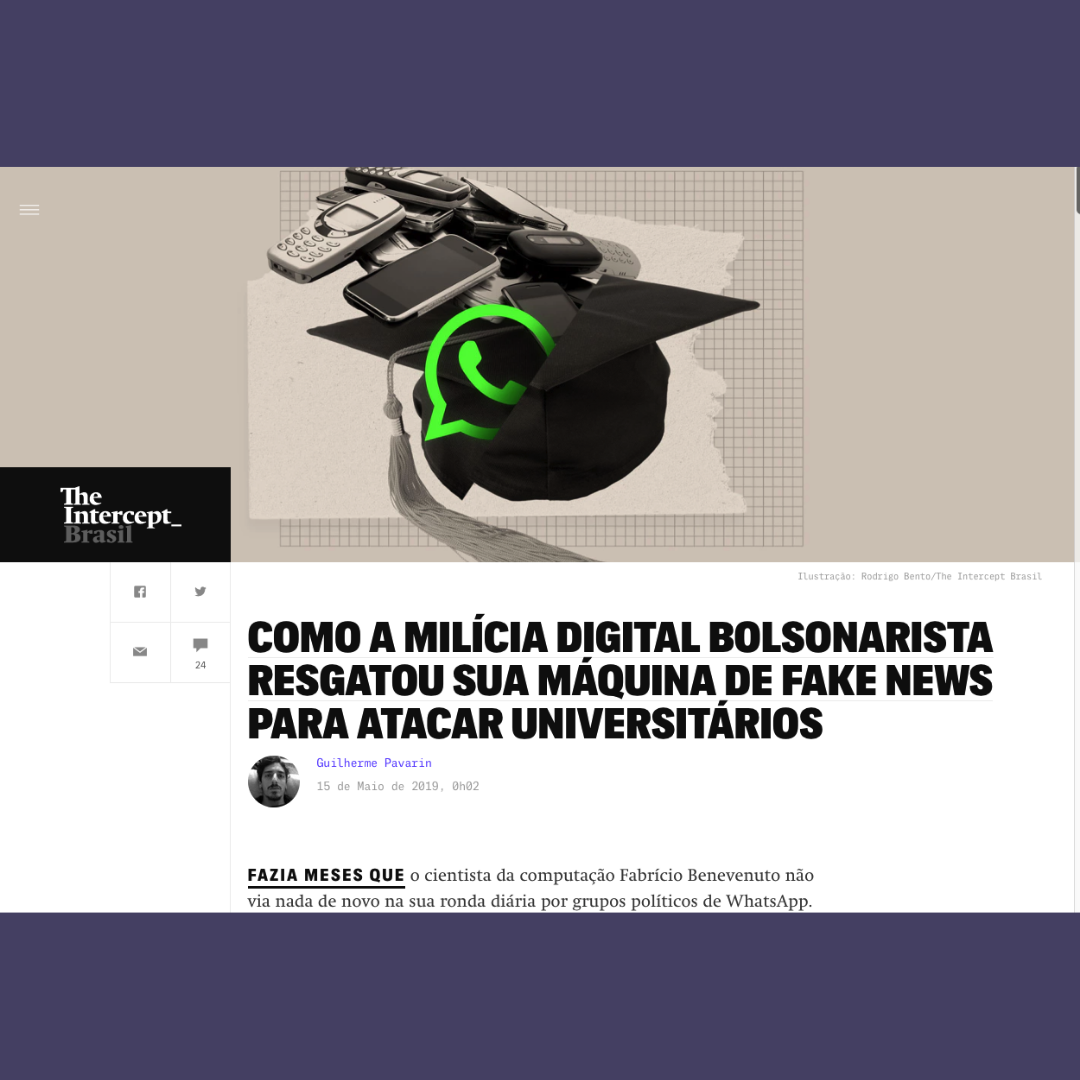 The
Intercept_
Brasil
24
Ilustração: Rodrigo Bento/The Intercept Brasil
COMO A MILÍCIA DIGITAL BOLSONARISTA
RESGATOU SUA MÁQUINA DE FAKE NEWS
PARA ATACAR UNIVERSITÁRIOS
Guilherme Pavarin
15 de Maio de 2019, 0h02
FAZIA MESES QUE o cientista da computação Fabrício Benevenuto não
via nada de novo na sua ronda diária por grupos políticos de WhatsApp.